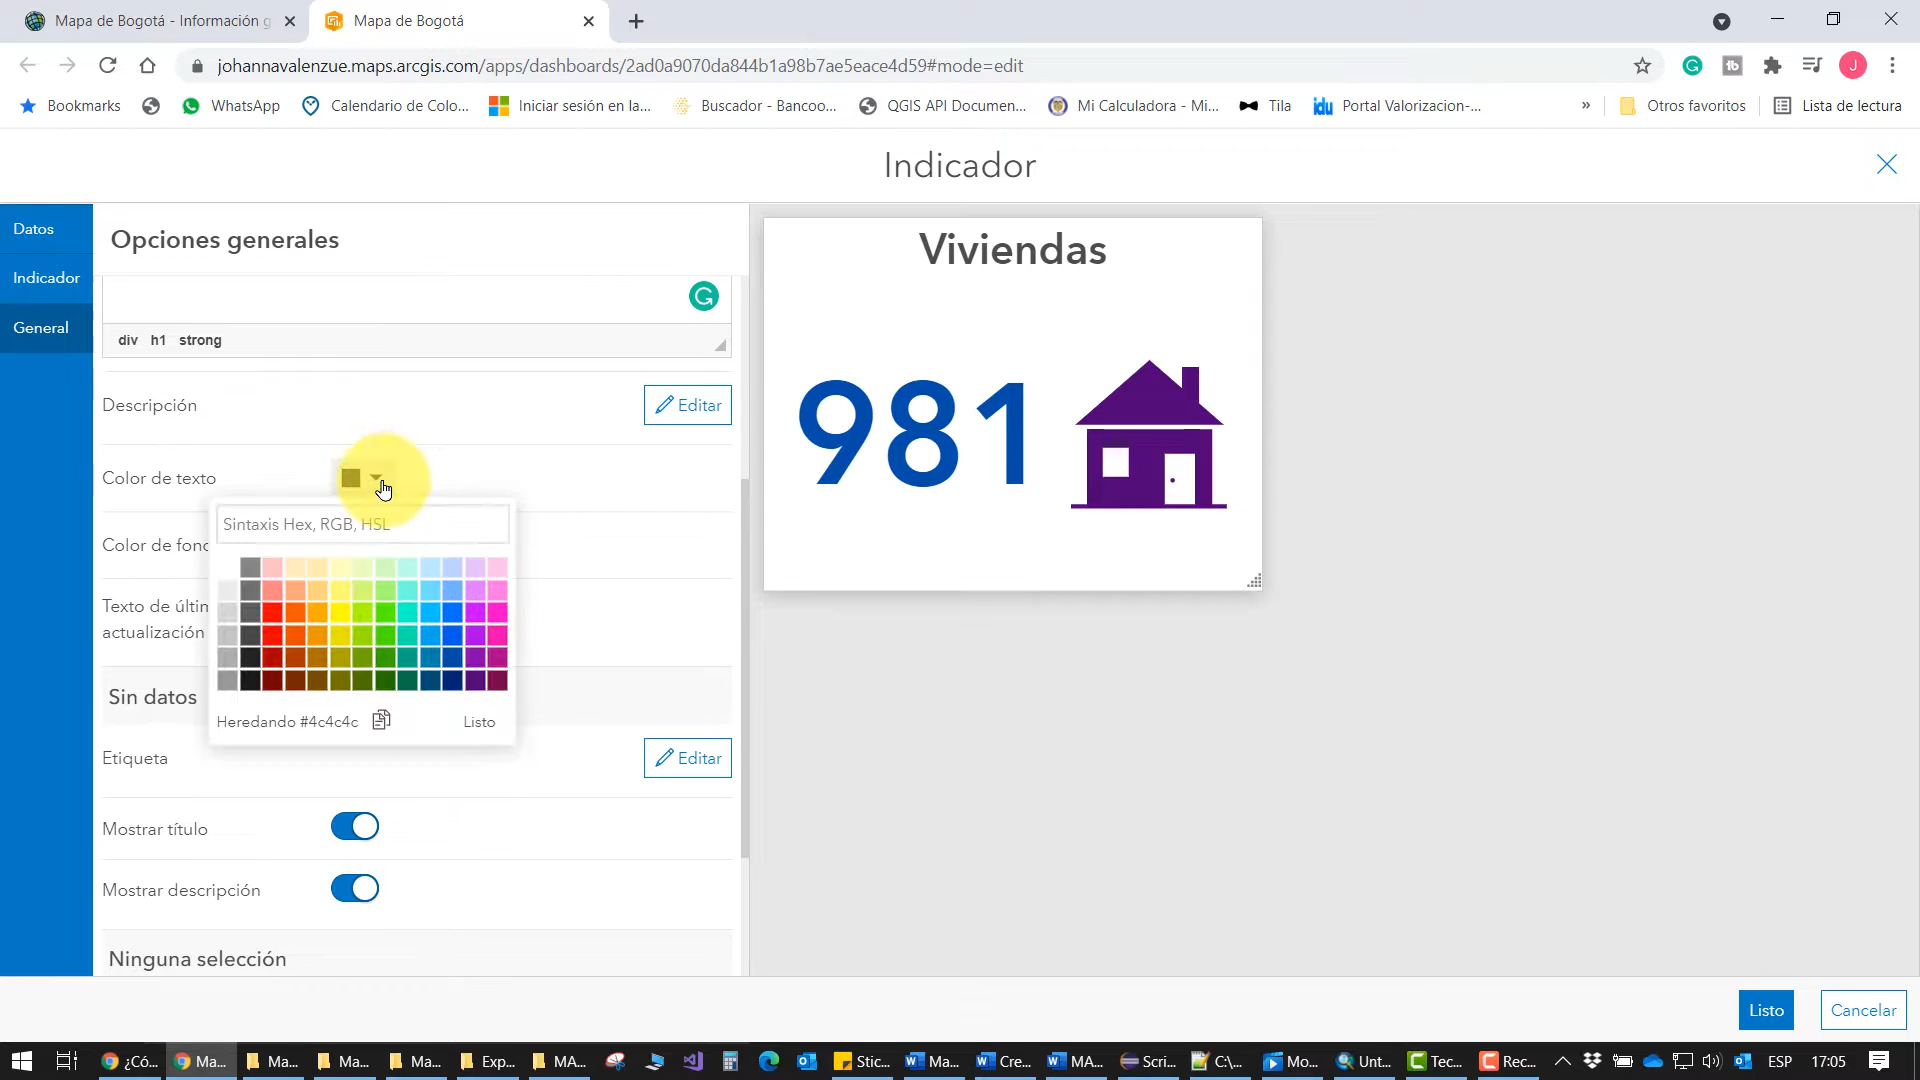 Mapa de Bogotá - Información g
Mapa de Bogotá
johannavalenzue.maps.arcgis.com/apps/dashboards/2ad0a9070da844b1a98b7ae5eace4d59#mode=edit
J
Bookmarks
WhatsApp
Calendario de Colo...
Iniciar sesión en la...
Buscador - Bancoo...
QGIS API Documen...
Mi Calculadora - Mi...
Tila
Portal Valorizacion-...
»
Otros favoritos
Lista de lectura
Indicador
Datos
Indicador
General
Opciones generales
div h1 strong
Descripción
Editar
Color de texto
Sintaxis Hex, RGB, HSL
Color de fond
Texto de últim
actualización
Heredando #4c4c4c
Listo
Sin datos
Etiqueta
Editar
Mostrar título
Mostrar descripción
Ninguna selección
Viviendas
981
Listo
Cancelar
¿Có...
Ma...
Ma...
Ma...
Ma...
Exp...
MA...
Stic...
Ma...
Cre...
MA...
Scri...
C:\...
Mo...
Unt...
Tec...
Rec...
ESP
17:05